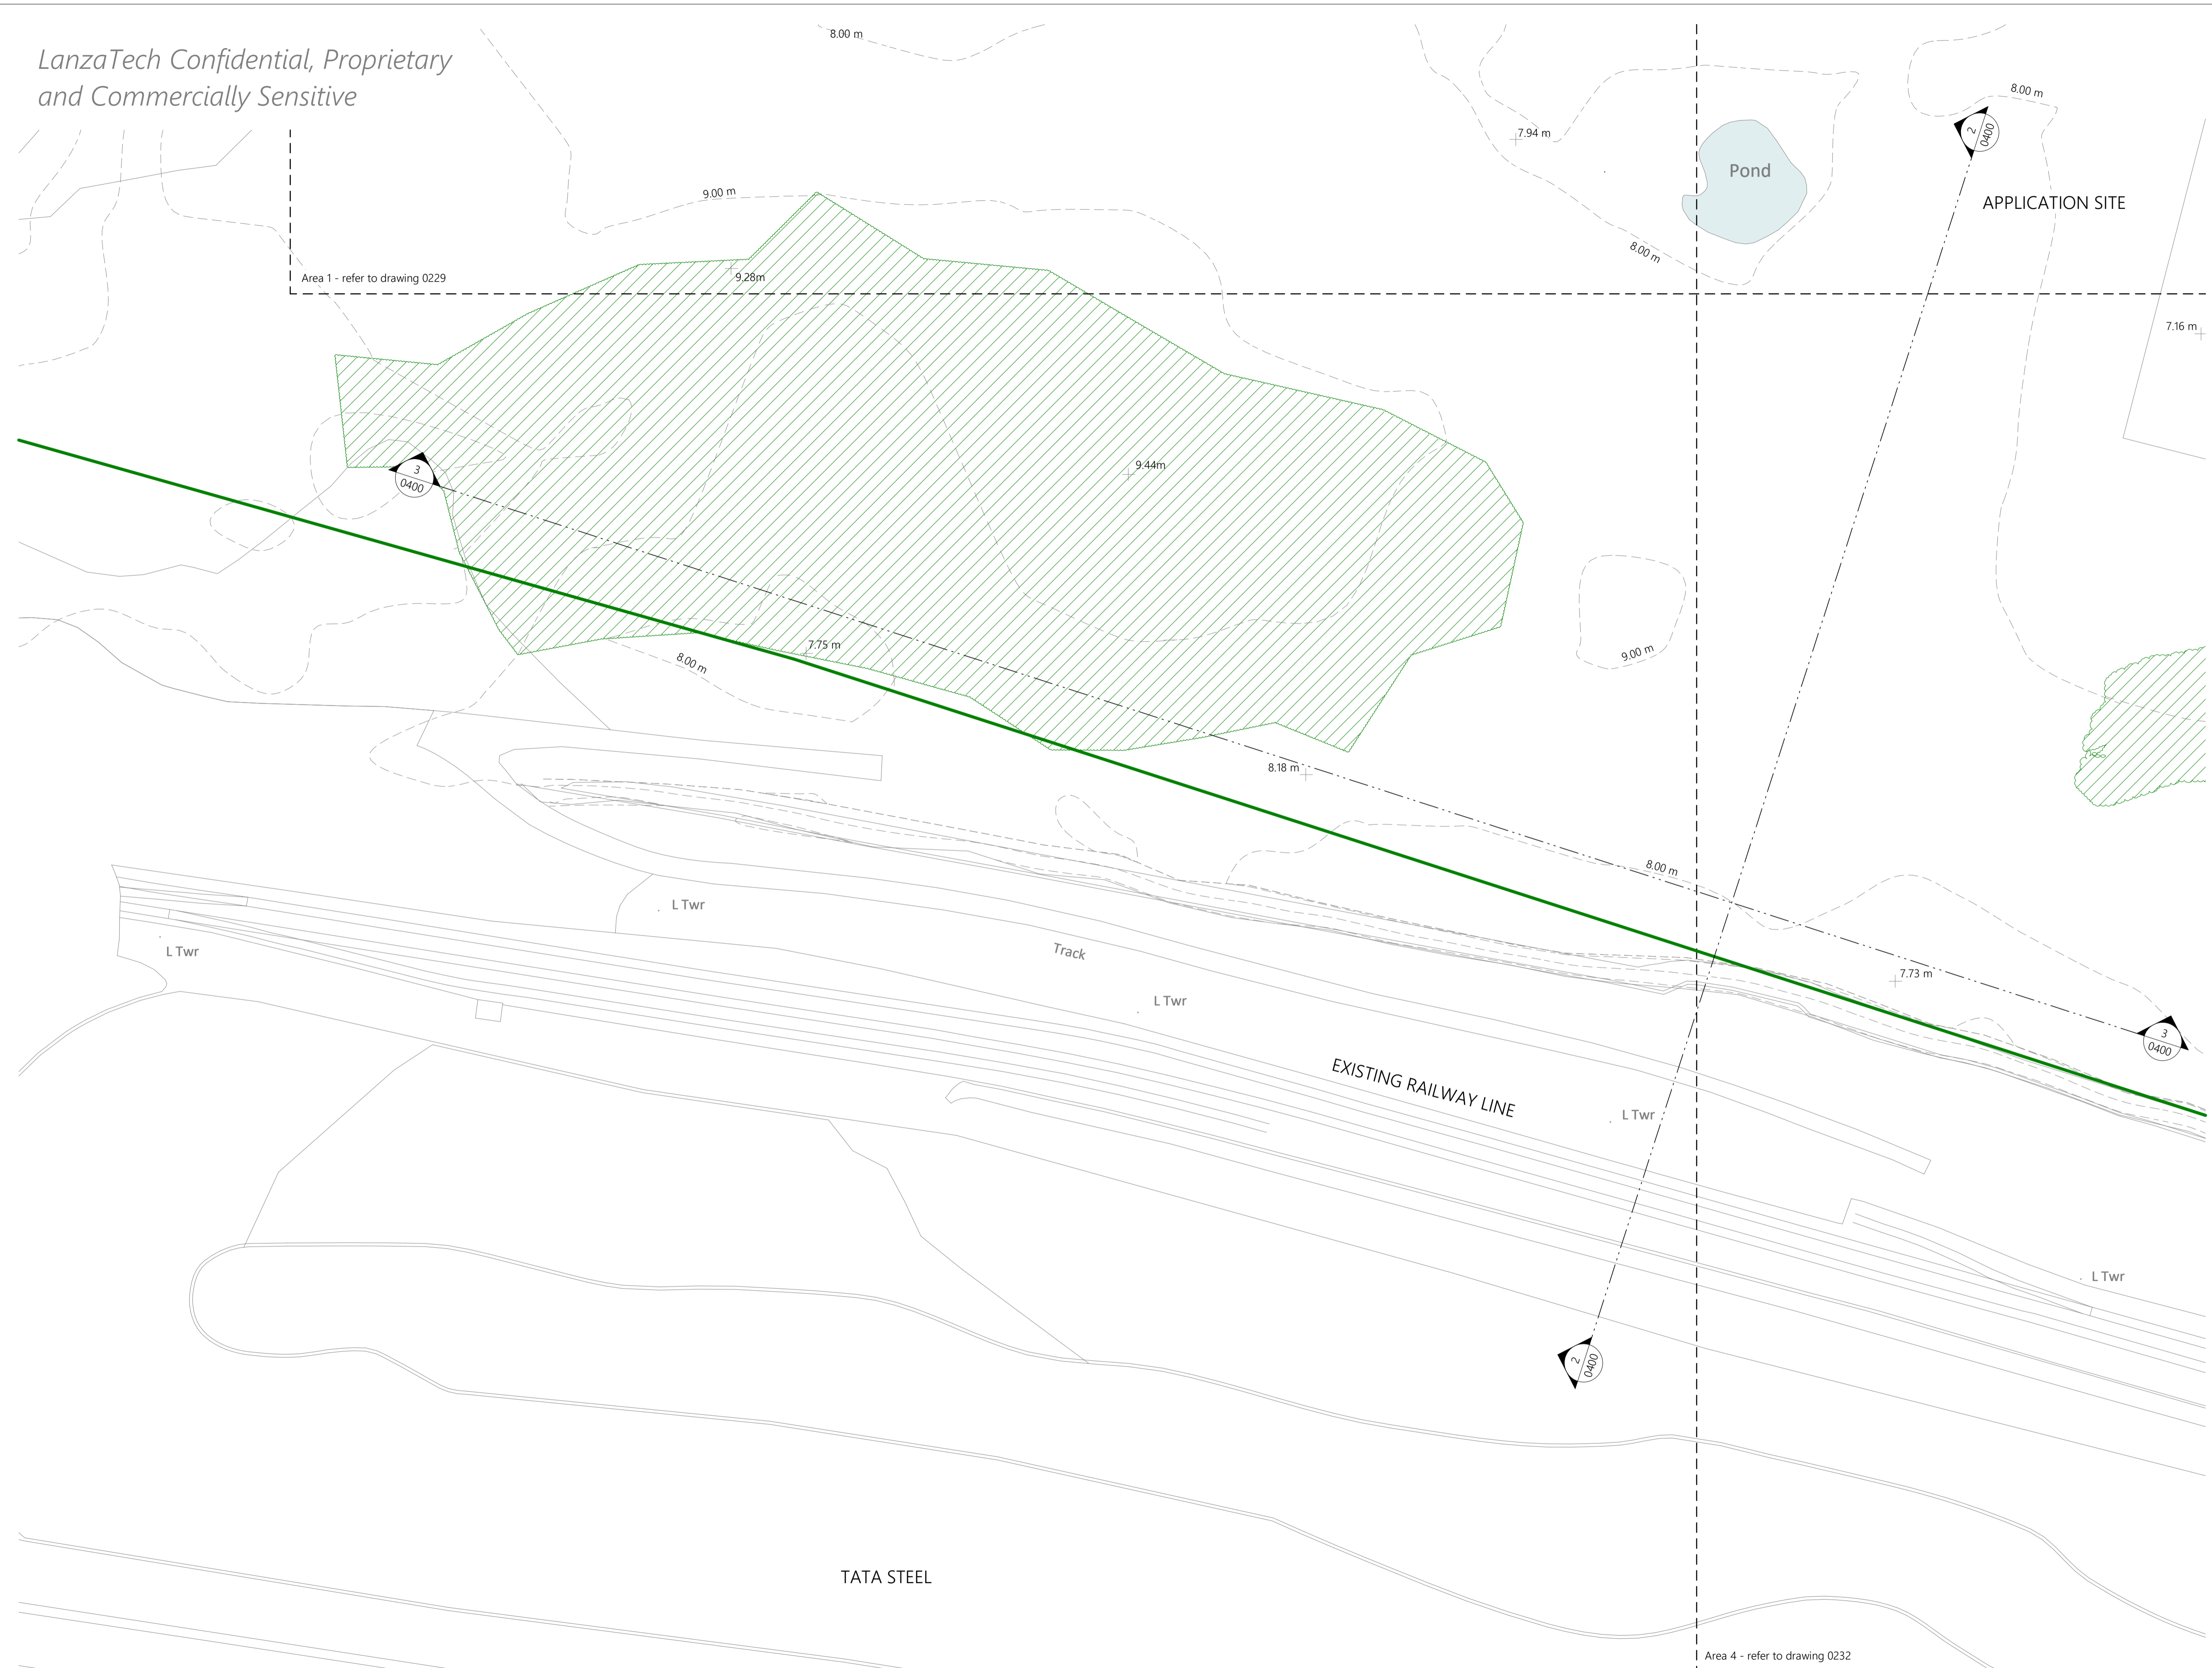 LanzaTech Confidential, Proprietary
and Commercially Sensitive
8.00 m
8.00 m
7.94 m
2
0400
Pond
9.00 m
APPLICATION SITE
8.00 m
Area 1 - refer to drawing 0229
9.28m
7.16 m
3
0400
9.44m
7.75 m
8.00 m
9.00 m
8.18 m
8.00 m
L Twr
L Twr
Track
L Twr
7.73 m
3
0400
EXISTING RAILWAY LINE
L Twr
L Twr
2
0400
TATA STEEL
Area 4 - refer to drawing 0232